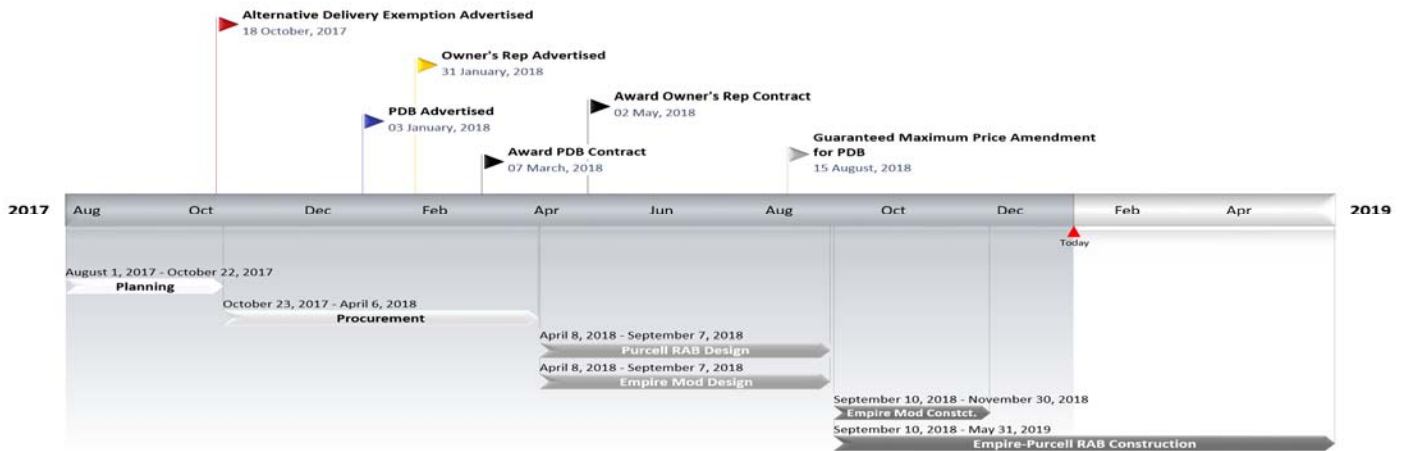 Alternative Delivery Exemption Advertised
18 October, 2017
Owner's Rep Advertised
31 January, 2018
Award Owner's Rep Contract
02 May, 2018
PDB Advertised
03 January, 2018
Guaranteed Maximum Price Amendment
for PDB
15 August, 2018
Award PDB Contract
07 March, 2018
2017 Aug Oct Dec Feb Apr Jun Aug Oct Dec Feb Apr 2019
Today
August 1, 2017 - October 22, 2017
Planning
October 23, 2017 - April 6, 2018
Procurement
April 8, 2018 - September 7, 2018
Purcell RAB Design
April 8, 2018 - September 7, 2018
Empire Mod Design
September 10, 2018 - November 30, 2018
Empire Mod Constct.
September 10, 2018 - May 31, 2019
Empire-Purcell RAB Construction